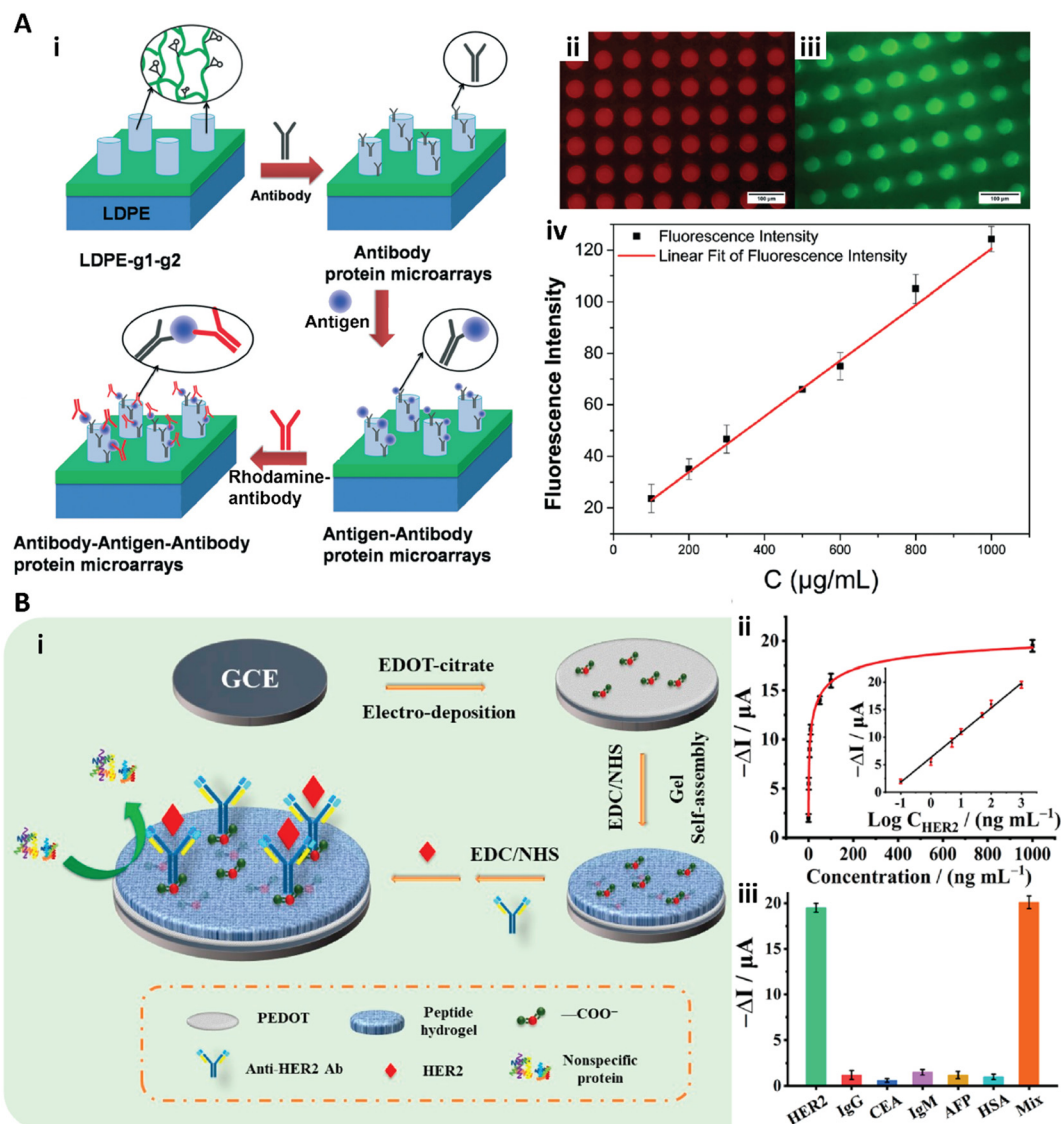 A
i
Antibody
LDPE
LDPE-g1-g2
Antibody
protein microarrays
Antigen
Rhodamine-
antibody
Antibody-Antigen-Antibody
protein microarrays
Antigen-Antibody
protein microarrays
ii
100 μm
iii
100 μm
iv
Fluorescence Intensity
Linear Fit of Fluorescence Intensity
Fluorescence Intensity
120
100
80
60
40
20
0 200 400 600 800 1000
C (μg/mL)
B
i
GCE
EDOT-citrate
Electro-deposition
EDC/NHS
Gel
Self-assembly
EDC/NHS
PEDOT
Peptide
hydrogel
—COO⁻
Anti-HER2 Ab
HER2
Nonspecific
protein
ii
−ΔI / μA
20
15
10
5
0
0 200 400 600 800 1000
Concentration / (ng mL⁻¹)
−ΔI / μA
20
15
10
5
0
-1 0 1 2 3
Log C_HER2 / (ng mL⁻¹)
iii
−ΔI / μA
20
15
10
5
0
HER2 IgG CEA IgM AFP HSA Mix